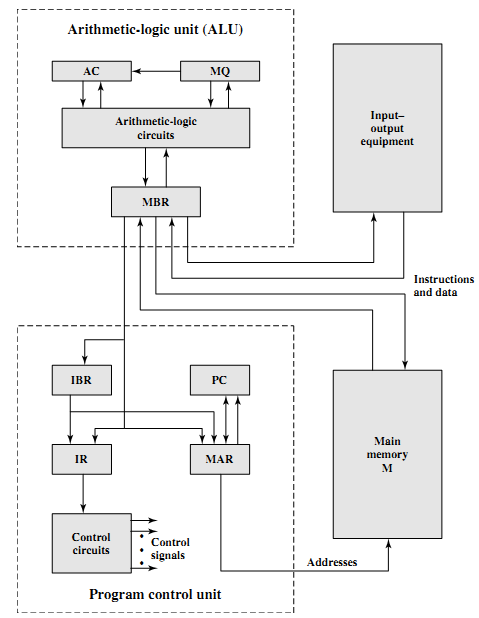 Arithmetic-logic unit (ALU)
AC
MQ
Arithmetic-logic
circuits
MBR
Input–
output
equipment
Instructions
and data
IBR
PC
IR
MAR
Main
memory
M
Control
circuits
Control
signals
Addresses
Program control unit